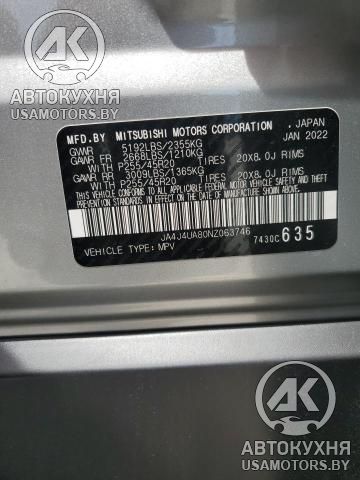 АВТОКУХНЯ
USAMOTORS.BY
MFD.BY MITSUBISHI MOTORS CORPORATION , JAPAN
GVWR 5192LBS/2355KG JAN 2022
GAWR FR 2668LBS/1210KG
WITH P255/45R20 TIRES 20X8.0J RIMS
GAWR RR 3009LBS/1365KG
WITH P255/45R20 TIRES 20X8.0J RIMS
THIS VEHICLE CONFORMS TO ALL APPLICABLE FEDERAL
MOTOR VEHICLE SAFETY AND THEFT PREVENTION STANDARDS
IN EFFECT ON THE DATE OF MANUFACTURE SHOWN ABOVE.
JA4J4UA80NZ063746 7430C 635
VEHICLE TYPE: MPV
АВТОКУХНЯ
USAMOTORS.BY
АВТОКУХНЯ
USAMOTORS.BY